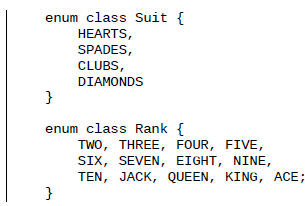 enum class Suit {
    HEARTS,
    SPADES,
    CLUBS,
    DIAMONDS
}

enum class Rank {
    TWO, THREE, FOUR, FIVE,
    SIX, SEVEN, EIGHT, NINE,
    TEN, JACK, QUEEN, KING, ACE;
}